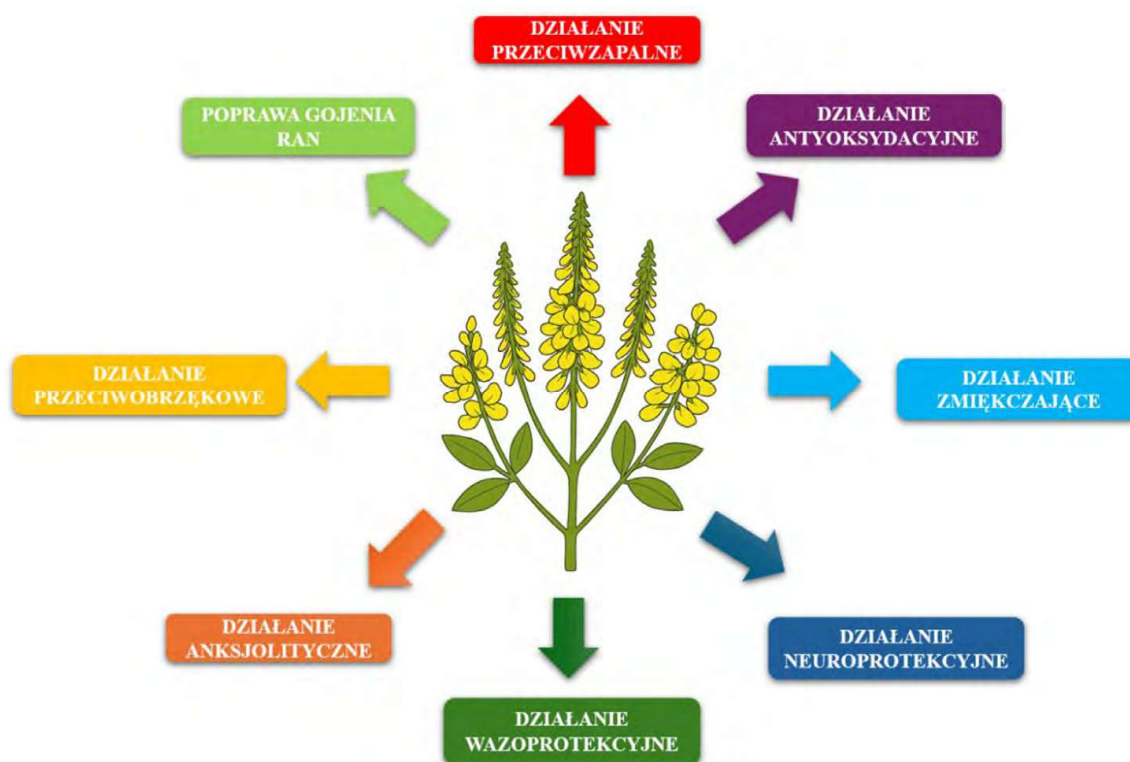 DZIAŁANIE
PRZECIWZAPALNE
POPRAWA GOJENIA
RAN
DZIAŁANIE
ANTYOKSYDACYJNE
DZIAŁANIE
PRZECIWOBRZĘKOWE
DZIAŁANIE
ZMIĘKCZAJĄCE
DZIAŁANIE
ANKSJOLITYCZNE
DZIAŁANIE
NEUROPROTEKCYJNE
DZIAŁANIE
WAZOPROTEKCYJNE